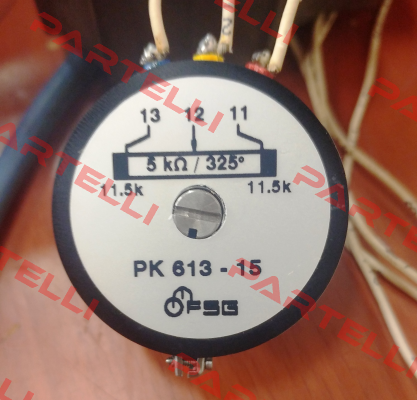 13 12 11
5 kΩ / 325°
11.5k 11.5k
PK 613 - 15
FSG
PARTELLI
PARTELLI
PARTELLI
PARTELLI